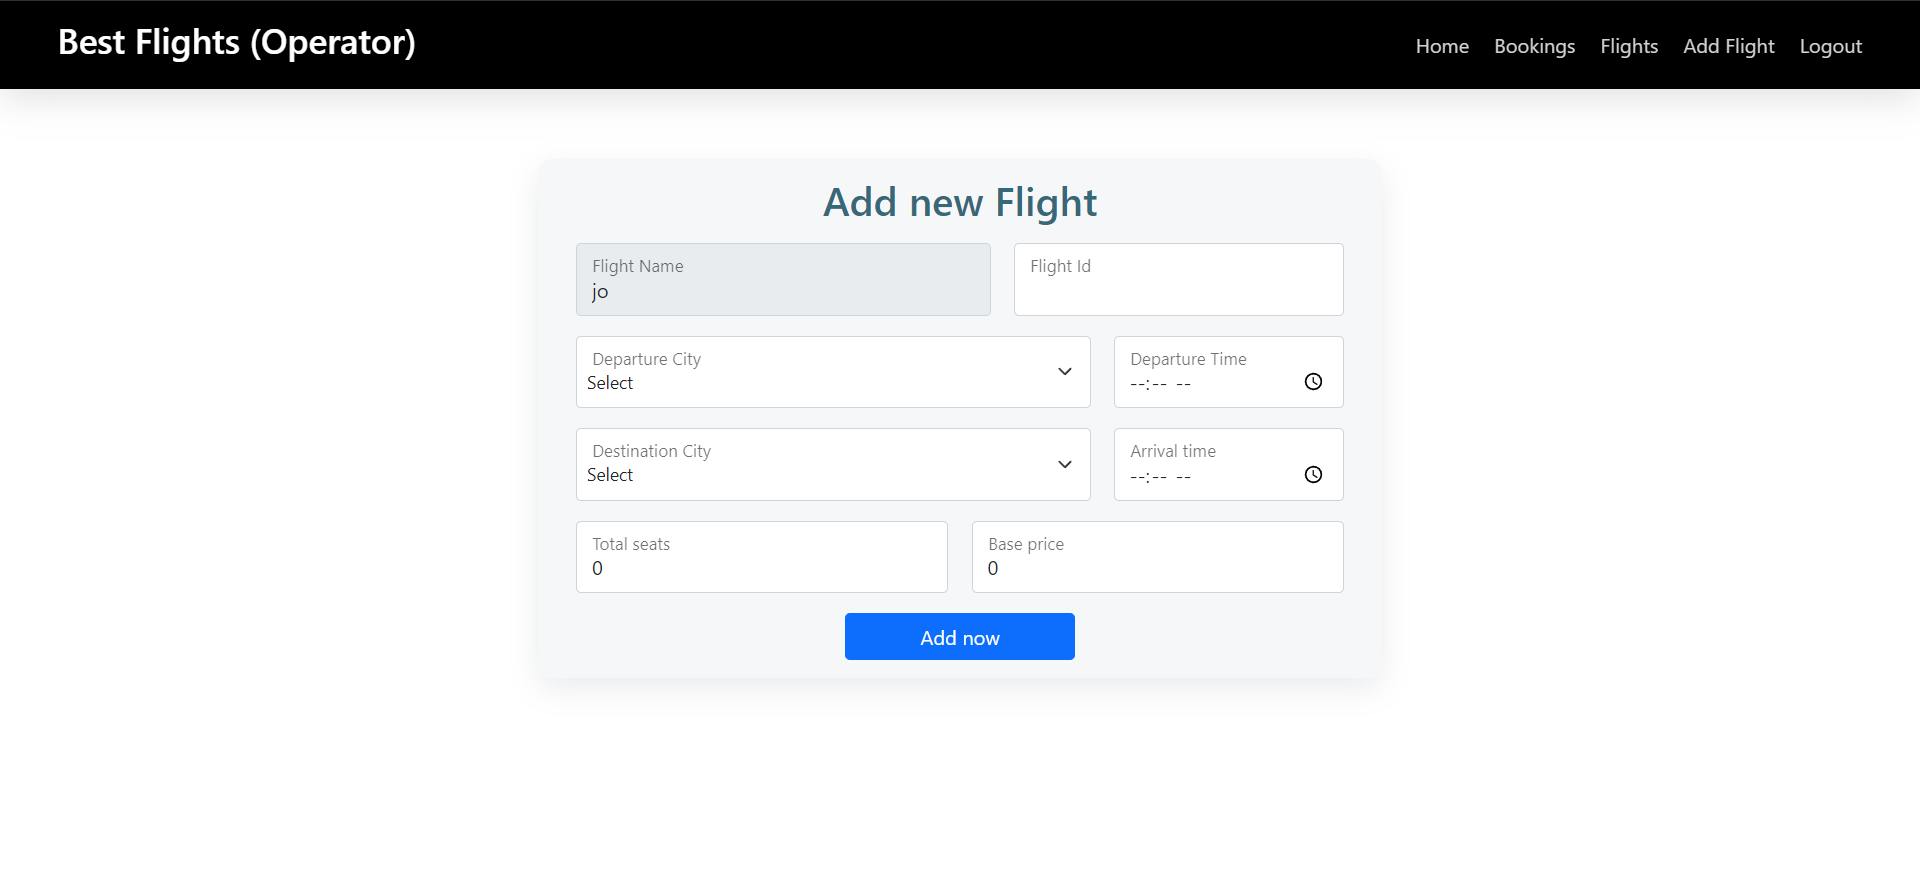 Best Flights (Operator)
Home Bookings Flights Add Flight Logout
Add new Flight
Flight Name
jo
Flight Id
Departure City
Select
Departure Time
--:-- --
Destination City
Select
Arrival time
--:-- --
Total seats
0
Base price
0
Add now